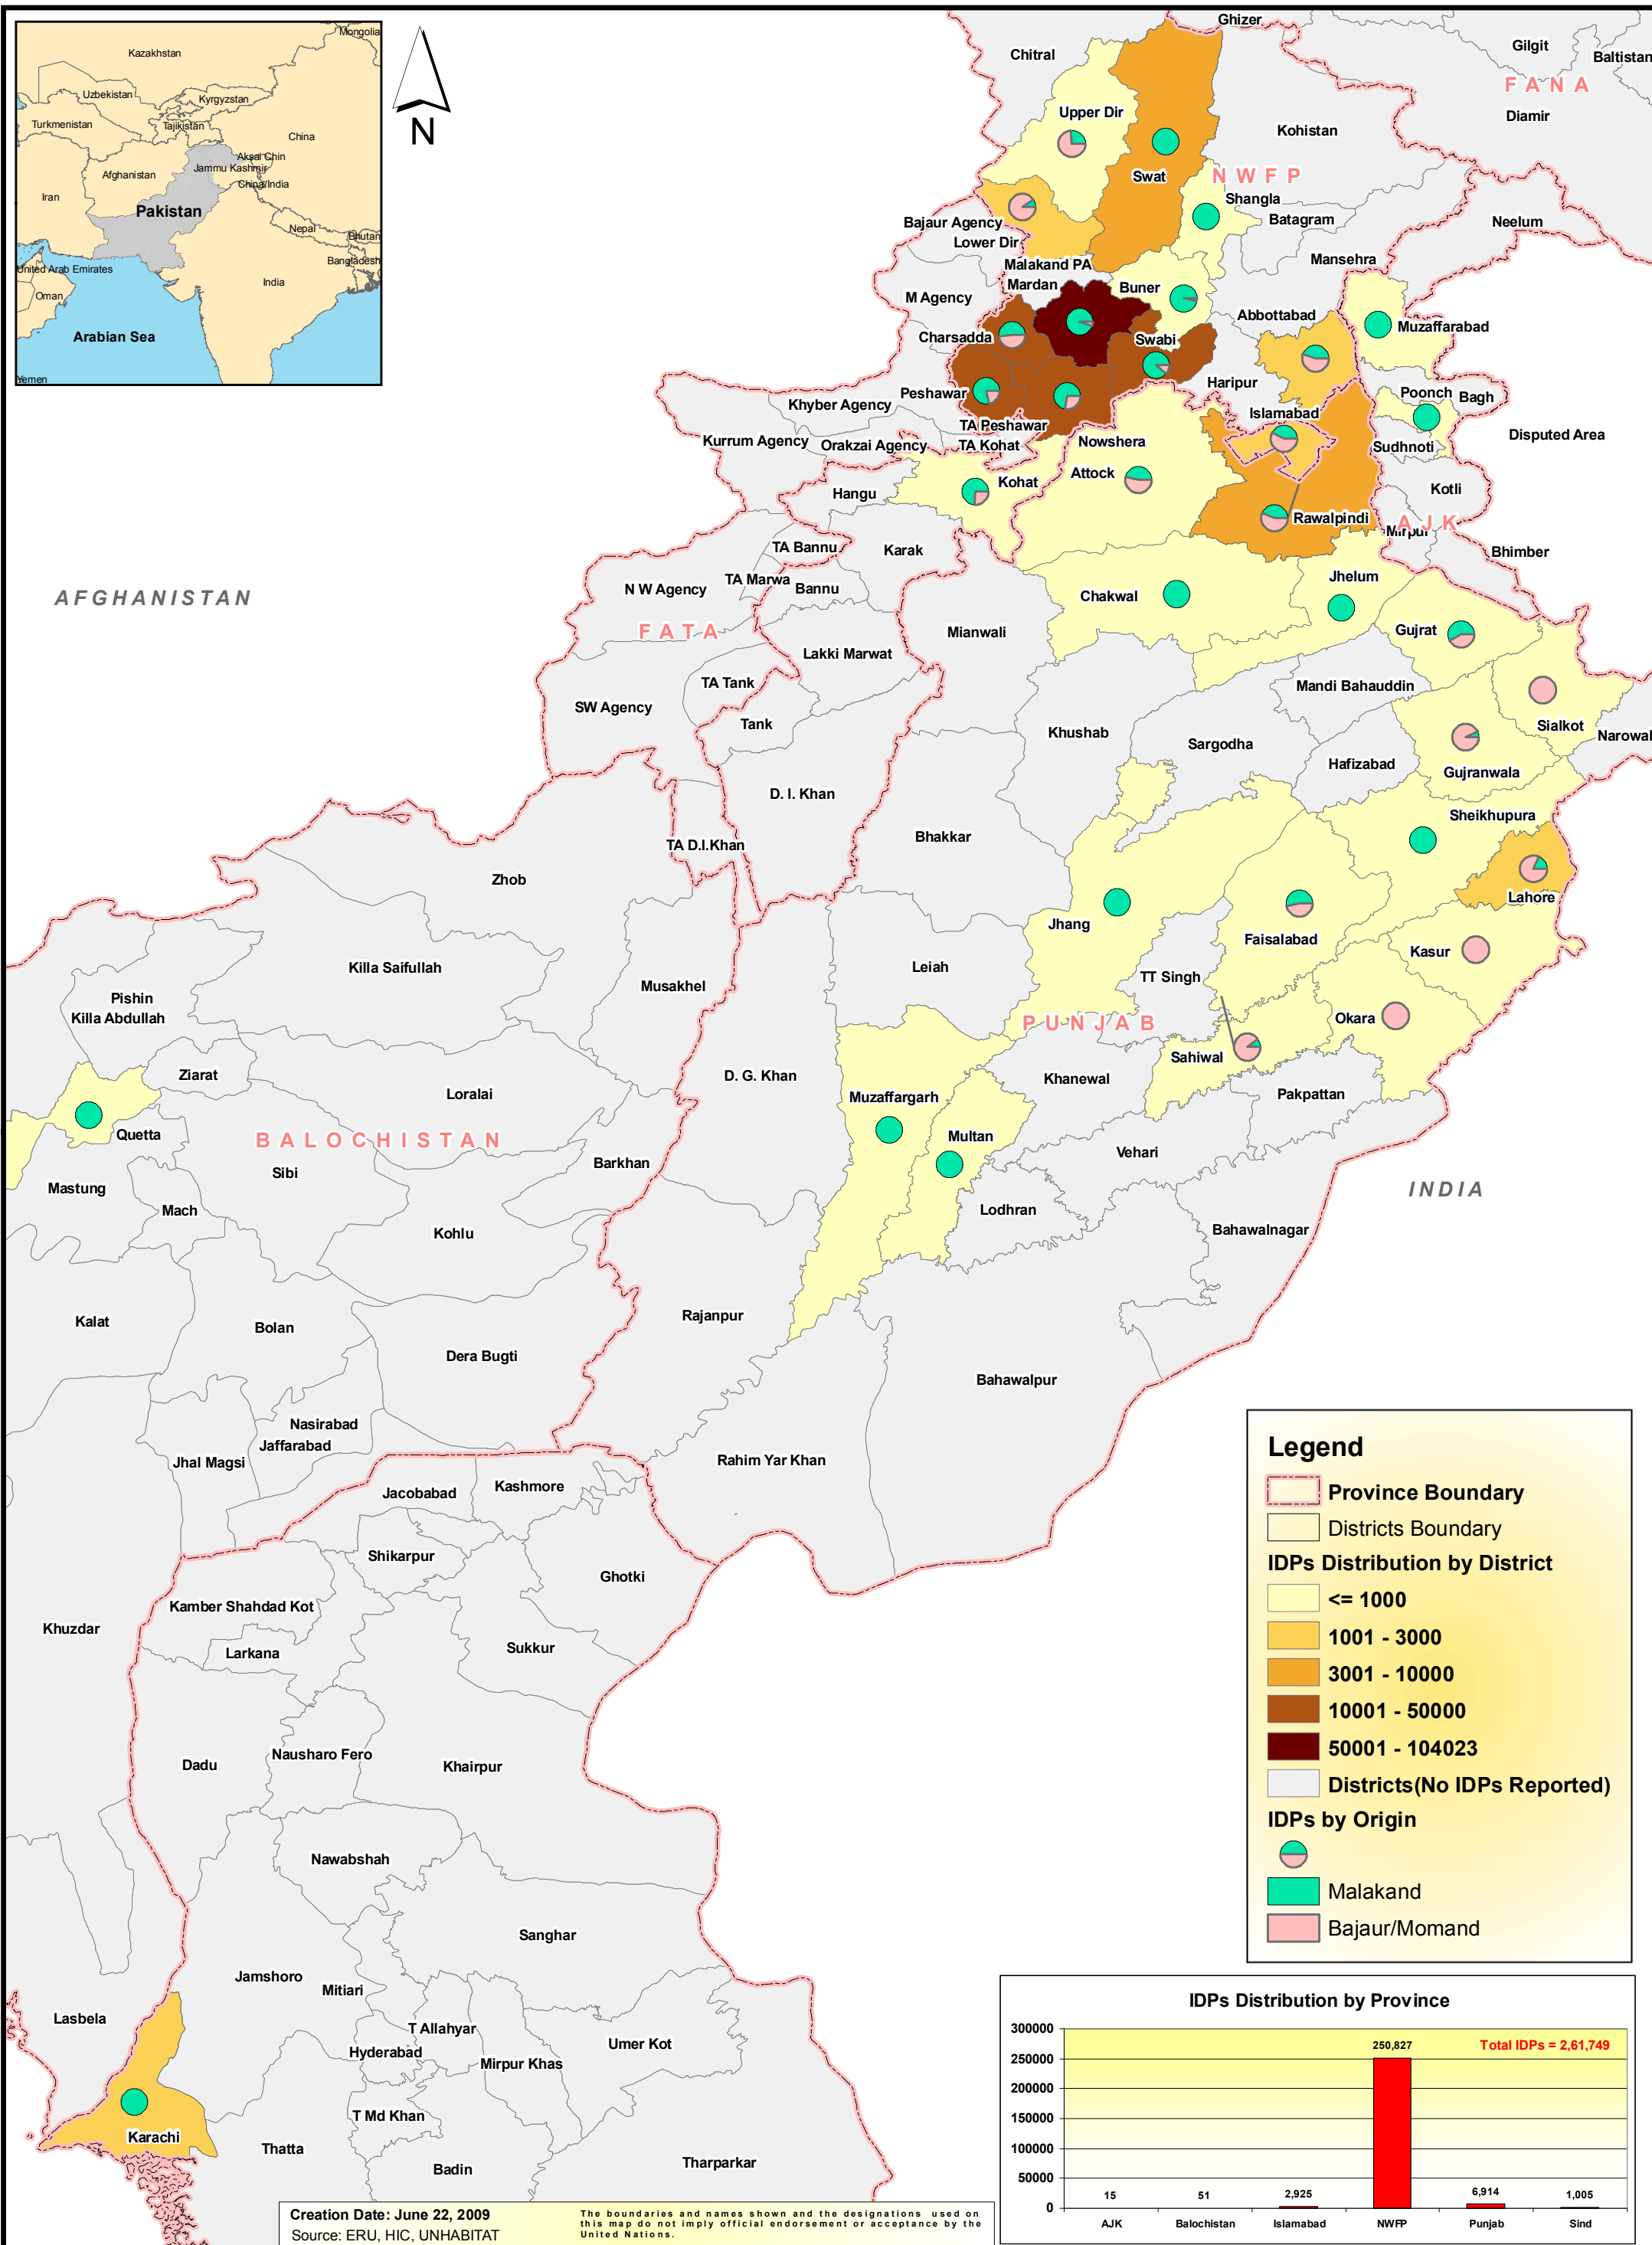 Mongolia
Kazakhstan
Uzbekistan
Kyrgyzstan
Turkmenistan
Tajikistan
China
Aksai Chin
Jammu Kashmir
China/India
Afghanistan
Iran
Pakistan
Nepal
Bhutan
Bangladesh
United Arab Emirates
Oman
India
Arabian Sea
Yemen
N
Ghizer
Chitral
Gilgit
Baltistan
FANA
Upper Dir
Diamir
Kohistan
NWFP
Swat
Shangla
Batagram
Neelum
Bajaur Agency
Lower Dir
Mansehra
Malakand PA
Mardan
Buner
M Agency
Abbottabad
Muzaffarabad
Charsadda
Swabi
Haripur
Peshawar
Poonch
Bagh
Khyber Agency
Islamabad
TA Peshawar
Disputed Area
Kurrum Agency
Orakzai Agency
TA Kohat
Nowshera
Sudhnoti
Attock
Kohat
Hangu
Kotli
Rawalpindi
AJK
Mirpur
Bhimber
TA Bannu
Karak
Jhelum
AFGHANISTAN
N W Agency
TA Marwa
Bannu
Chakwal
FATA
Mianwali
Gujrat
Lakki Marwat
TA Tank
Mandi Bahauddin
SW Agency
Tank
Khushab
Sialkot
Narowal
Sargodha
Hafizabad
Gujranwala
D. I. Khan
Sheikhupura
Bhakkar
TA D.I.Khan
Zhob
Lahore
Jhang
Faisalabad
Kasur
Killa Saifullah
Leiah
TT Singh
Musakhel
Pishin
Killa Abdullah
PUNJAB
Okara
Sahiwal
Ziarat
D. G. Khan
Khanewal
Loralai
Muzaffargarh
Pakpattan
Quetta
BALOCHISTAN
Multan
Vehari
Sibi
Barkhan
Mastung
INDIA
Mach
Lodhran
Kohlu
Bahawalnagar
Rajanpur
Kalat
Bolan
Dera Bugti
Bahawalpur
Nasirabad
Jaffarabad
Jhal Magsi
Rahim Yar Khan
Kashmore
Jacobabad
Shikarpur
Ghotki
Kamber Shahdad Kot
Khuzdar
Sukkur
Larkana
Nausharo Fero
Dadu
Khairpur
Nawabshah
Sanghar
Jamshoro
Mitiari
Lasbela
T Allahyar
Umer Kot
Hyderabad
Mirpur Khas
T Md Khan
Karachi
Thatta
Badin
Tharparkar
Legend
Province Boundary
Districts Boundary
IDPs Distribution by District
<= 1000
1001 - 3000
3001 - 10000
10001 - 50000
50001 - 104023
Districts(No IDPs Reported)
IDPs by Origin
Malakand
Bajaur/Momand
IDPs Distribution by Province
Total IDPs = 2,61,749
300000
250000
200000
150000
100000
50000
0
15
51
2,925
250,827
6,914
1,005
AJK
Balochistan
Islamabad
NWFP
Punjab
Sind
Creation Date: June 22, 2009
Source: ERU, HIC, UNHABITAT
The boundaries and names shown and the designations used on
this map do not imply official endorsement or acceptance by the
United Nations.